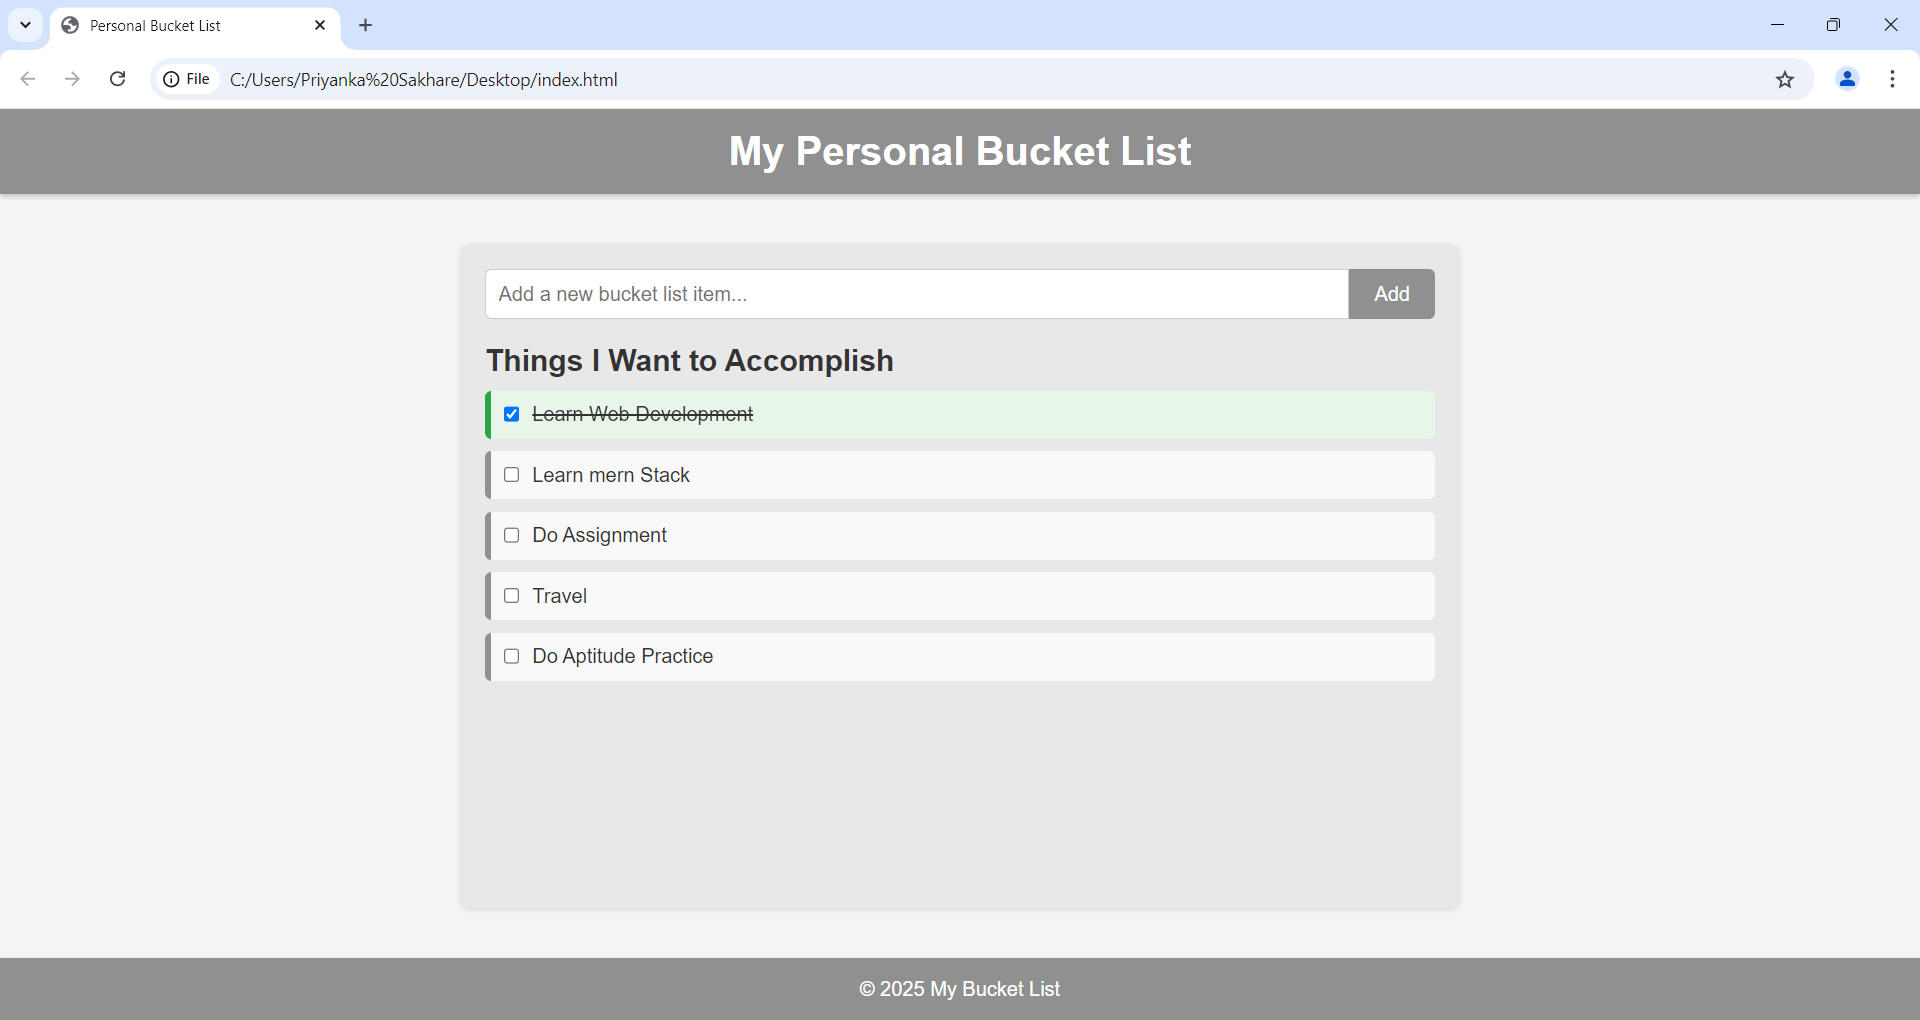 Personal Bucket List
File C:/Users/Priyanka%20Sakhare/Desktop/index.html
My Personal Bucket List
Add a new bucket list item... Add
Things I Want to Accomplish
Learn Web Development
Learn mern Stack
Do Assignment
Travel
Do Aptitude Practice
© 2025 My Bucket List